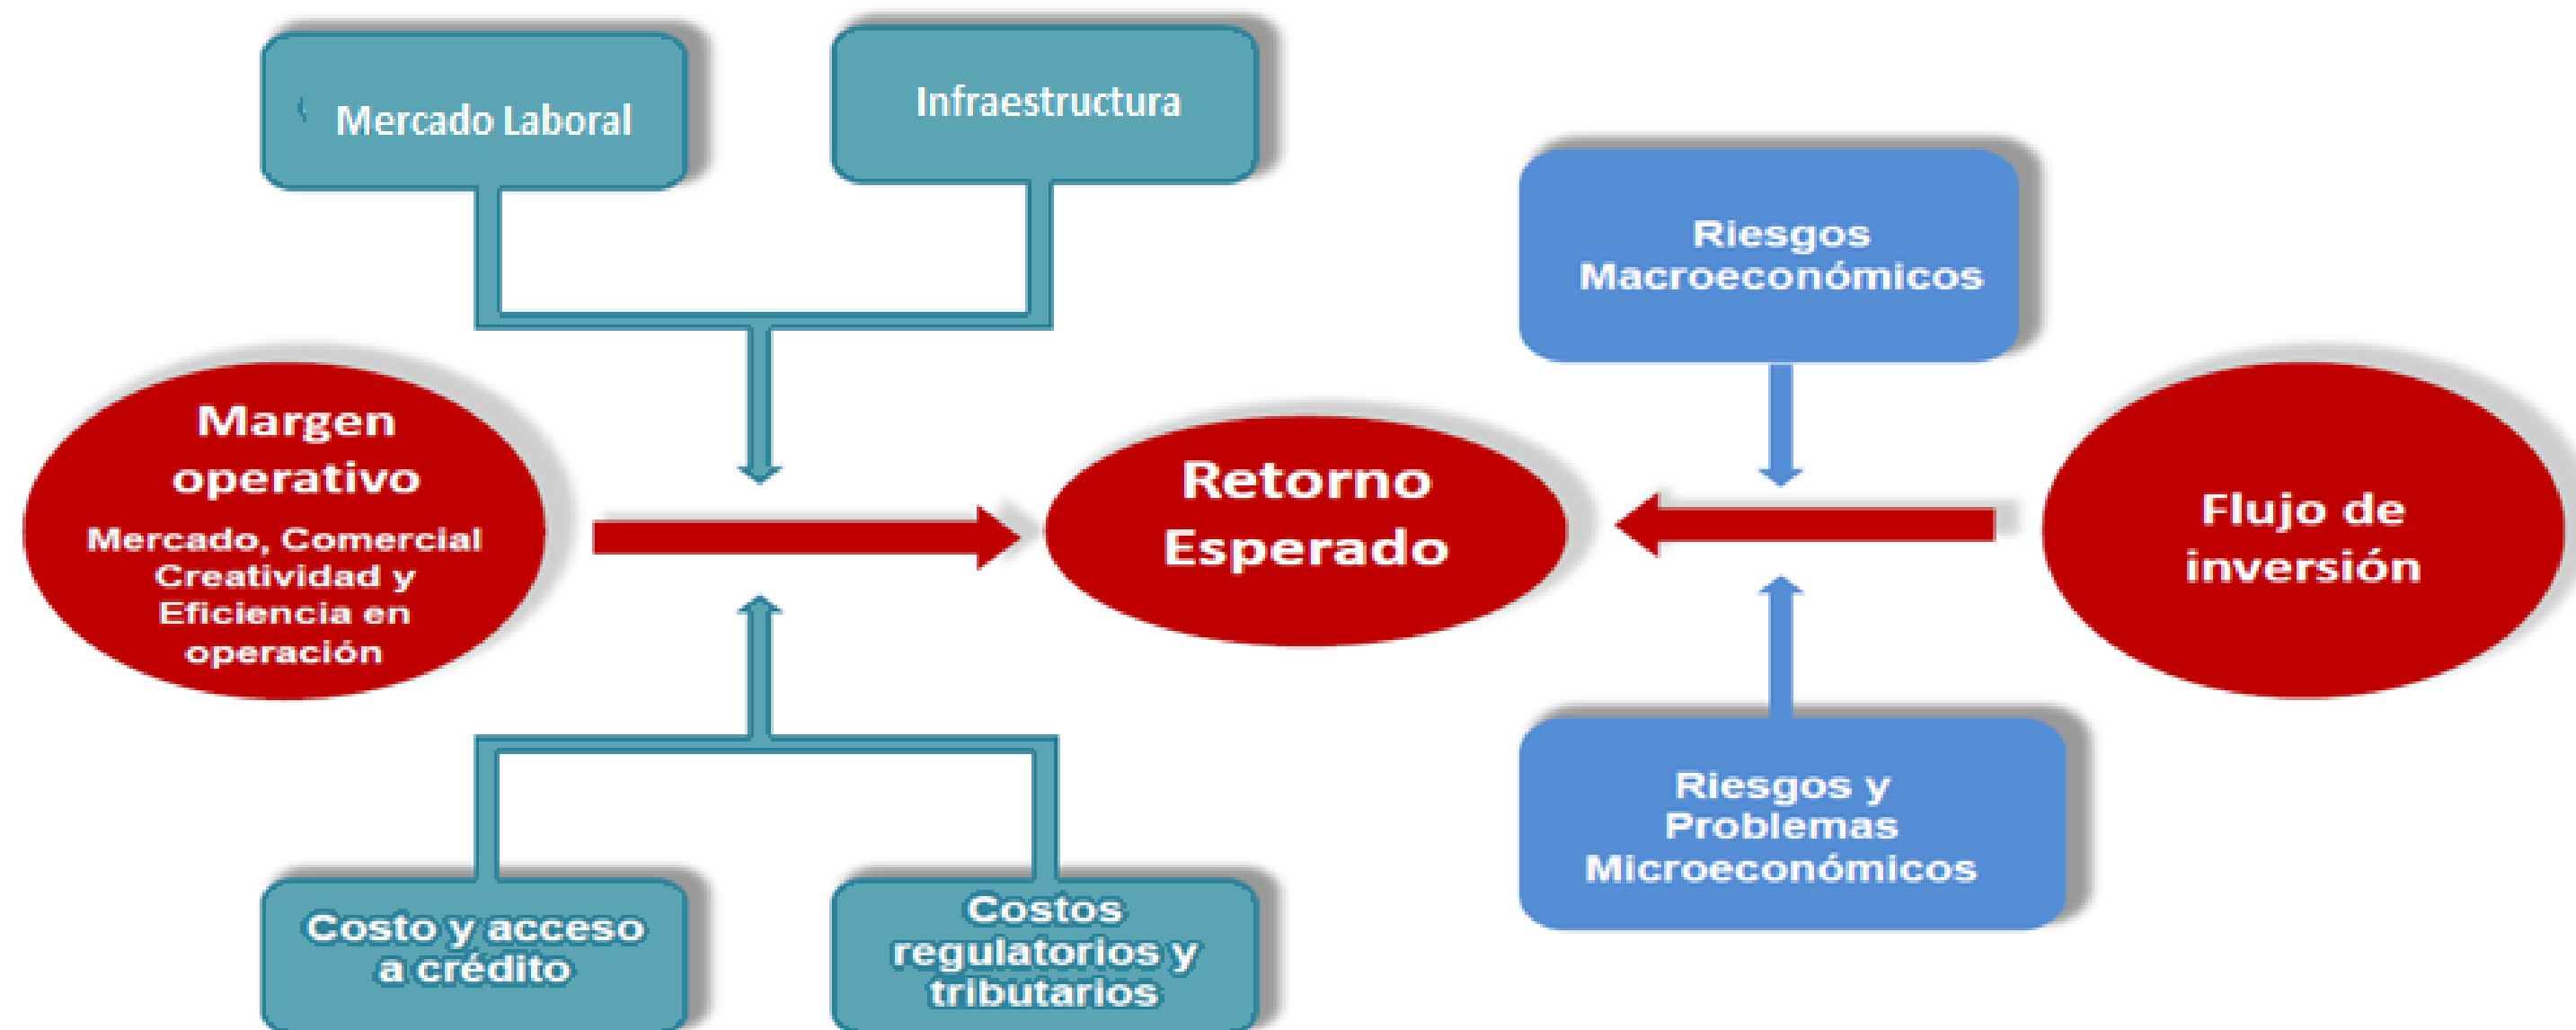 Mercado Laboral
Infraestructura
Riesgos
Macroeconómicos
Margen
operativo
Mercado, Comercial
Creatividad y
Eficiencia en
operación
Retorno
Esperado
Flujo de
inversión
Costo y acceso
a crédito
Costos
regulatorios y
tributarios
Riesgos y
Problemas
Microeconómicos